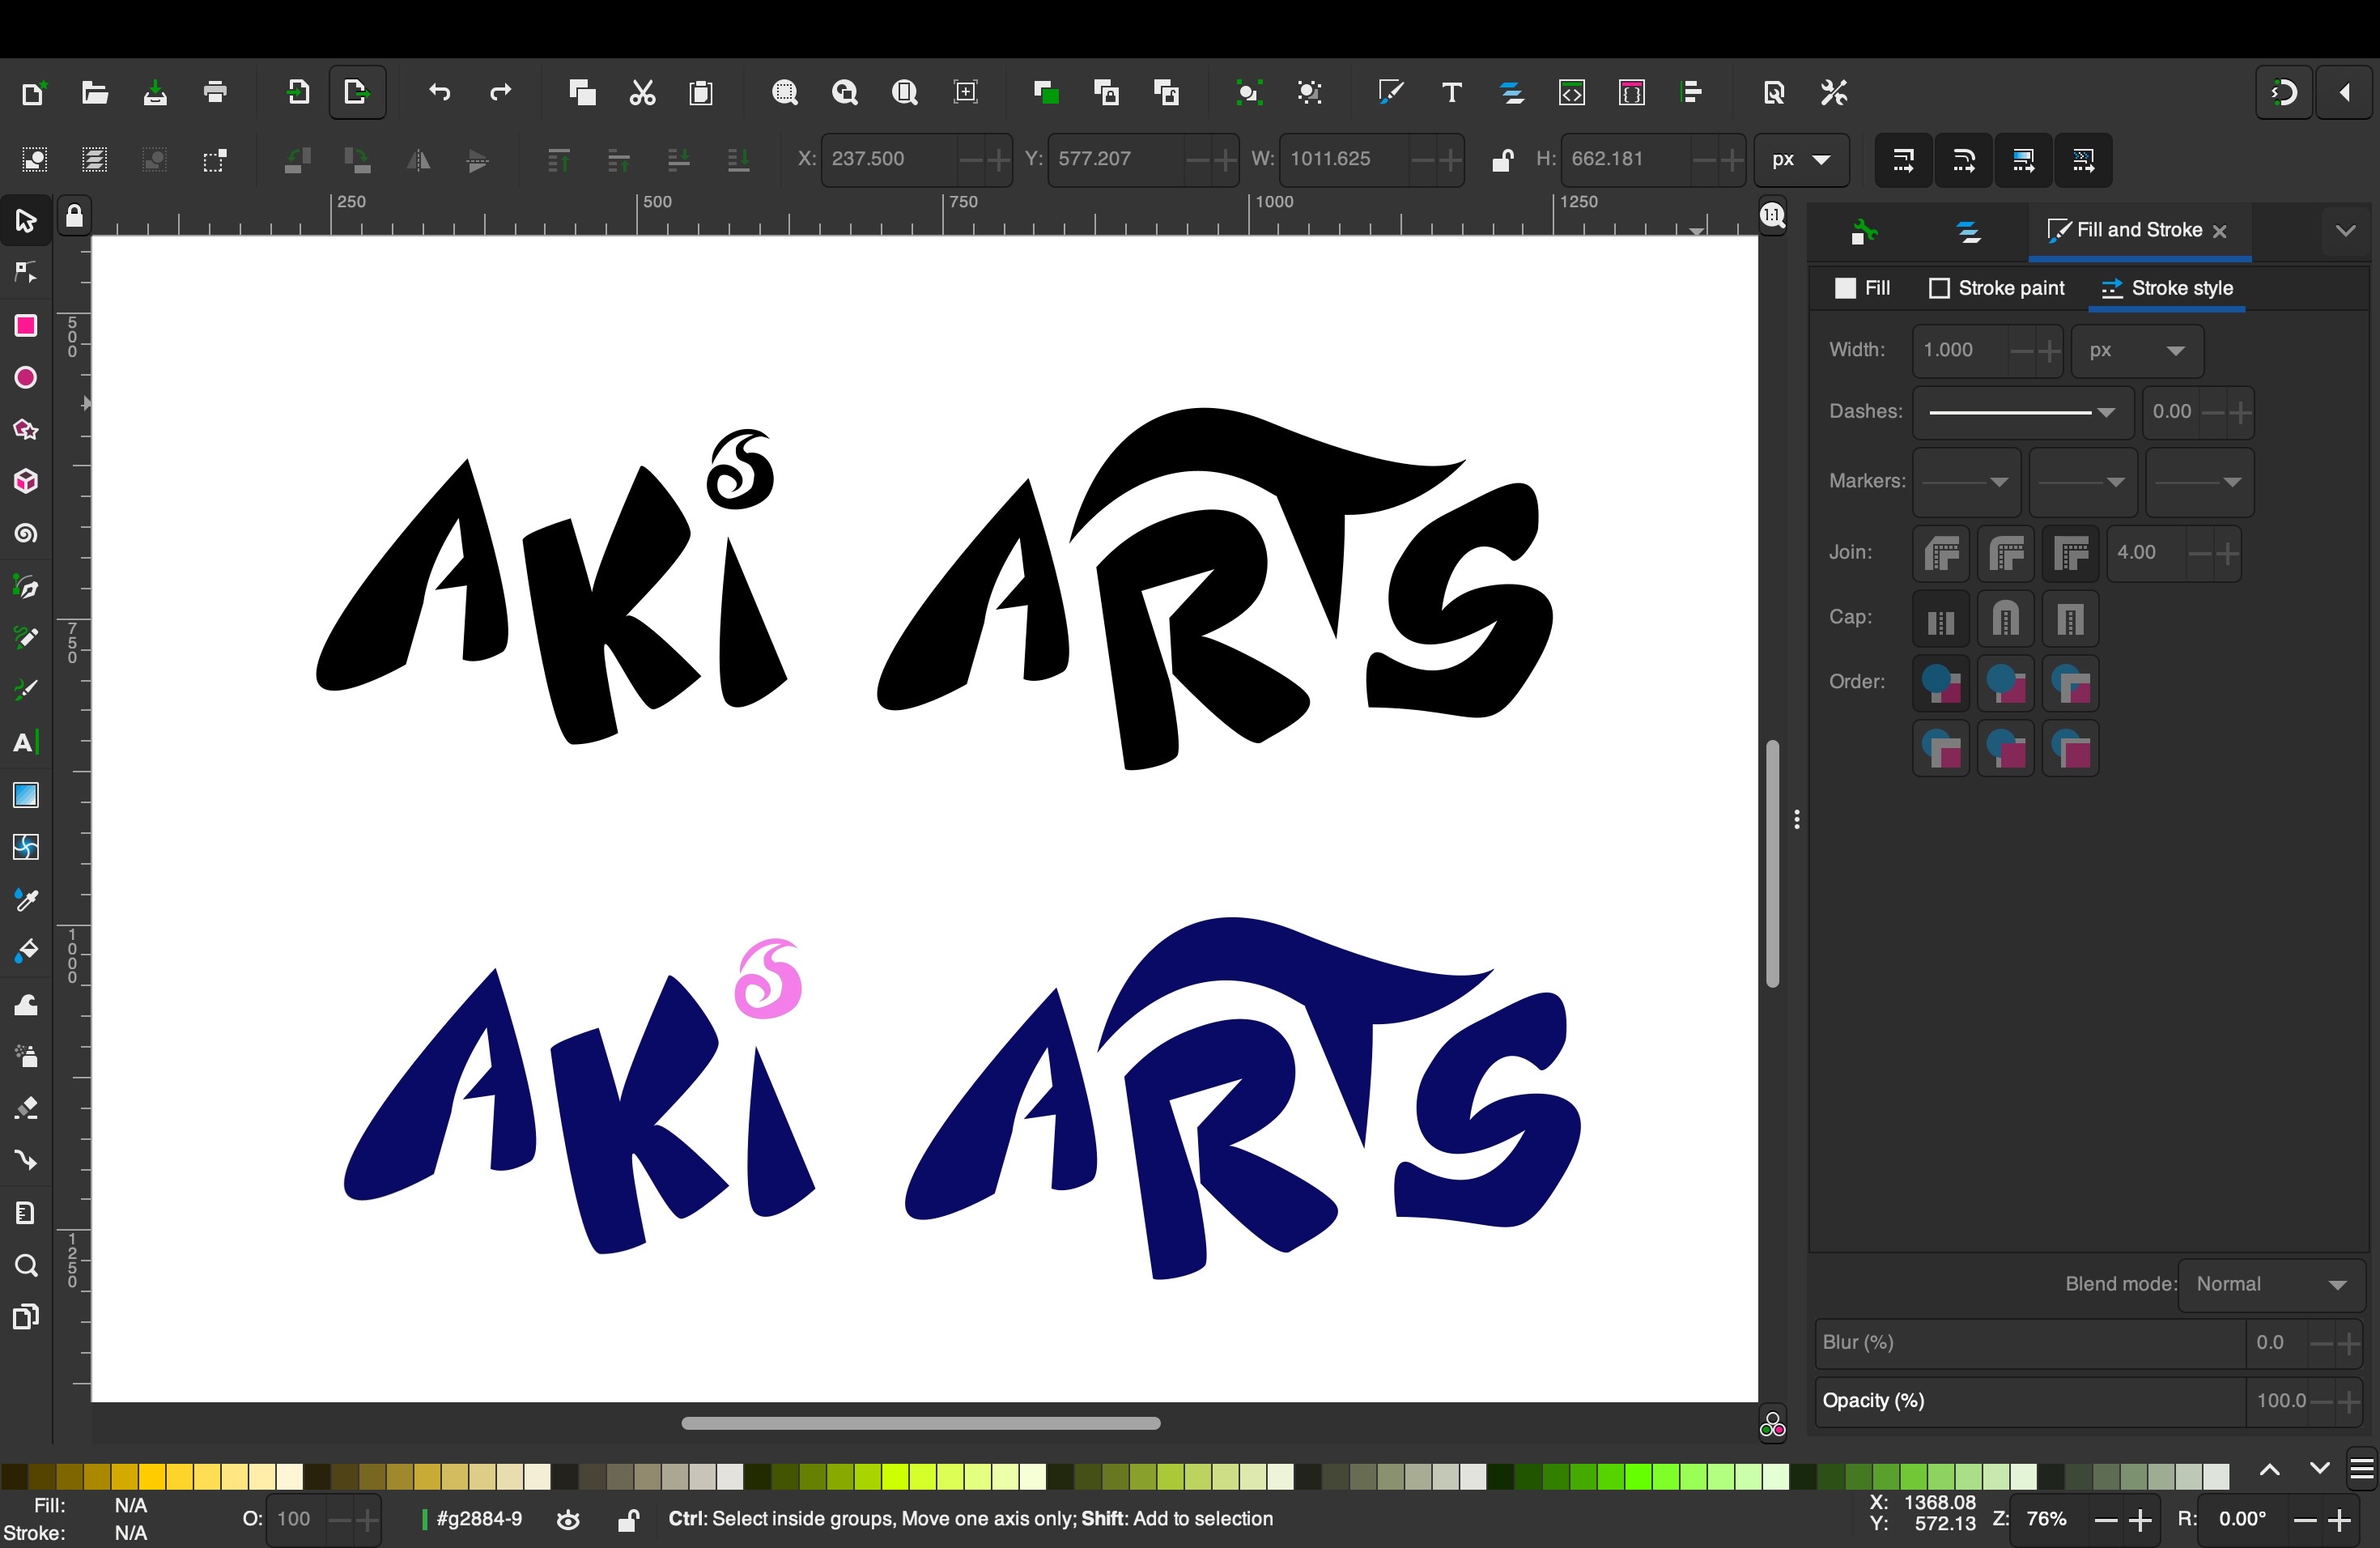 X: 237.500 Y: 577.207 W: 1011.625 H: 662.181 px
250 500 750 1000 1250
Fill and Stroke
Fill Stroke paint Stroke style
Width: 1.000 px
Dashes: 0.00
Markers:
Join: 4.00
Cap:
Order:
500
750
1000
1250
AKi ARTS
AKi ARTS
Blend mode: Normal
Blur (%) 0.0
Opacity (%) 100.0
Fill: N/A
Stroke: N/A
O: 100
#g2884-9
Ctrl: Select inside groups, Move one axis only; Shift: Add to selection
X: 1368.08
Y: 572.13
Z: 76%
R: 0.00°
1:1
A